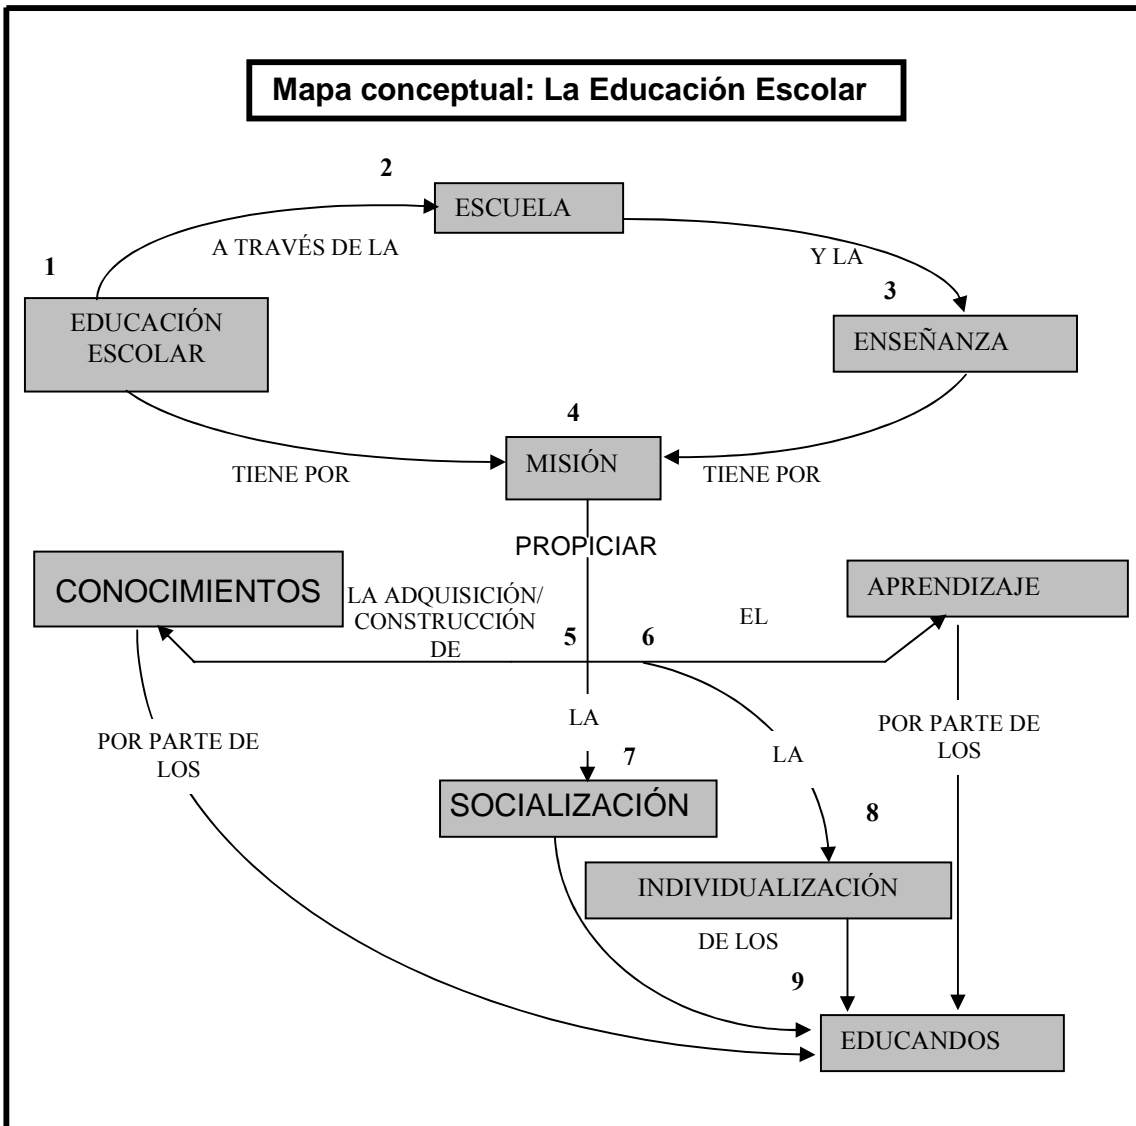 Mapa conceptual: La Educación Escolar
2
ESCUELA
A TRAVÉS DE LA
Y LA
1
3
EDUCACIÓN
ESCOLAR
ENSEÑANZA
4
MISIÓN
TIENE POR
TIENE POR
PROPICIAR
CONOCIMIENTOS
LA ADQUISICIÓN/
CONSTRUCCIÓN
DE
APRENDIZAJE
EL
5
6
LA
POR PARTE DE
LOS
POR PARTE DE
LOS
LA
7
SOCIALIZACIÓN
8
INDIVIDUALIZACIÓN
DE LOS
9
EDUCANDOS